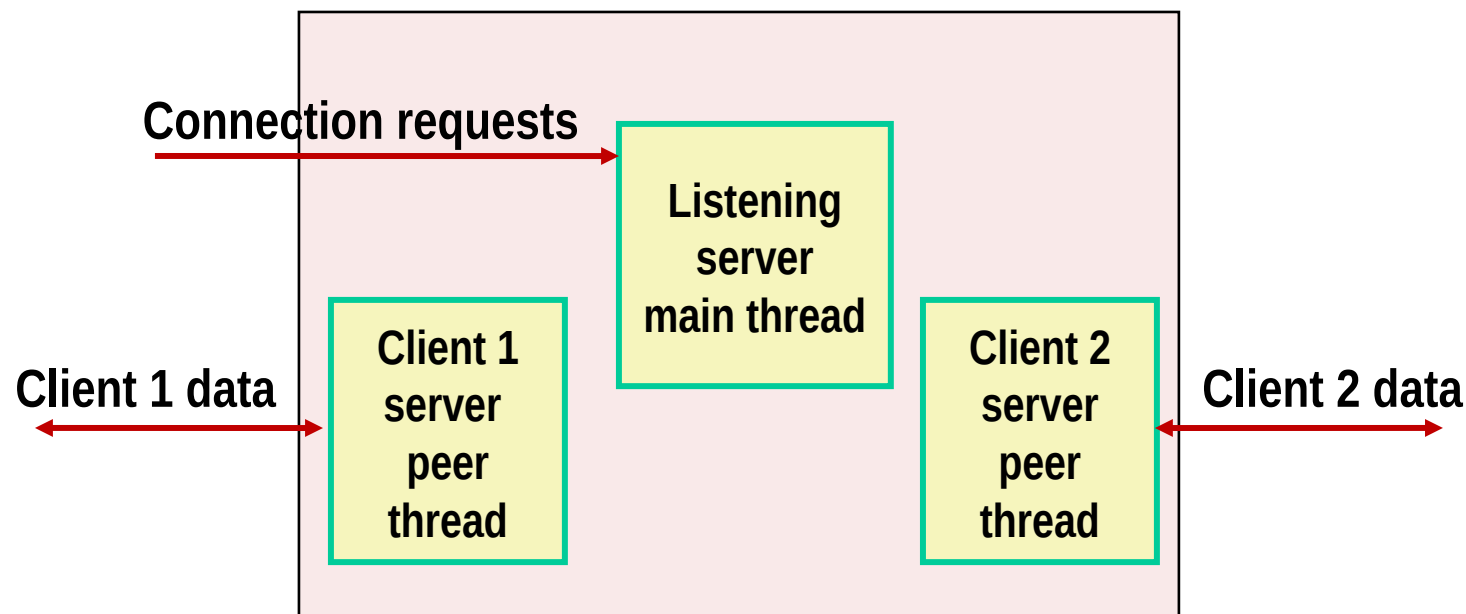 Connection requests
Listening
server
main thread
Client 1
server
peer
thread
Client 2
server
peer
thread
Client 1 data
Client 2 data